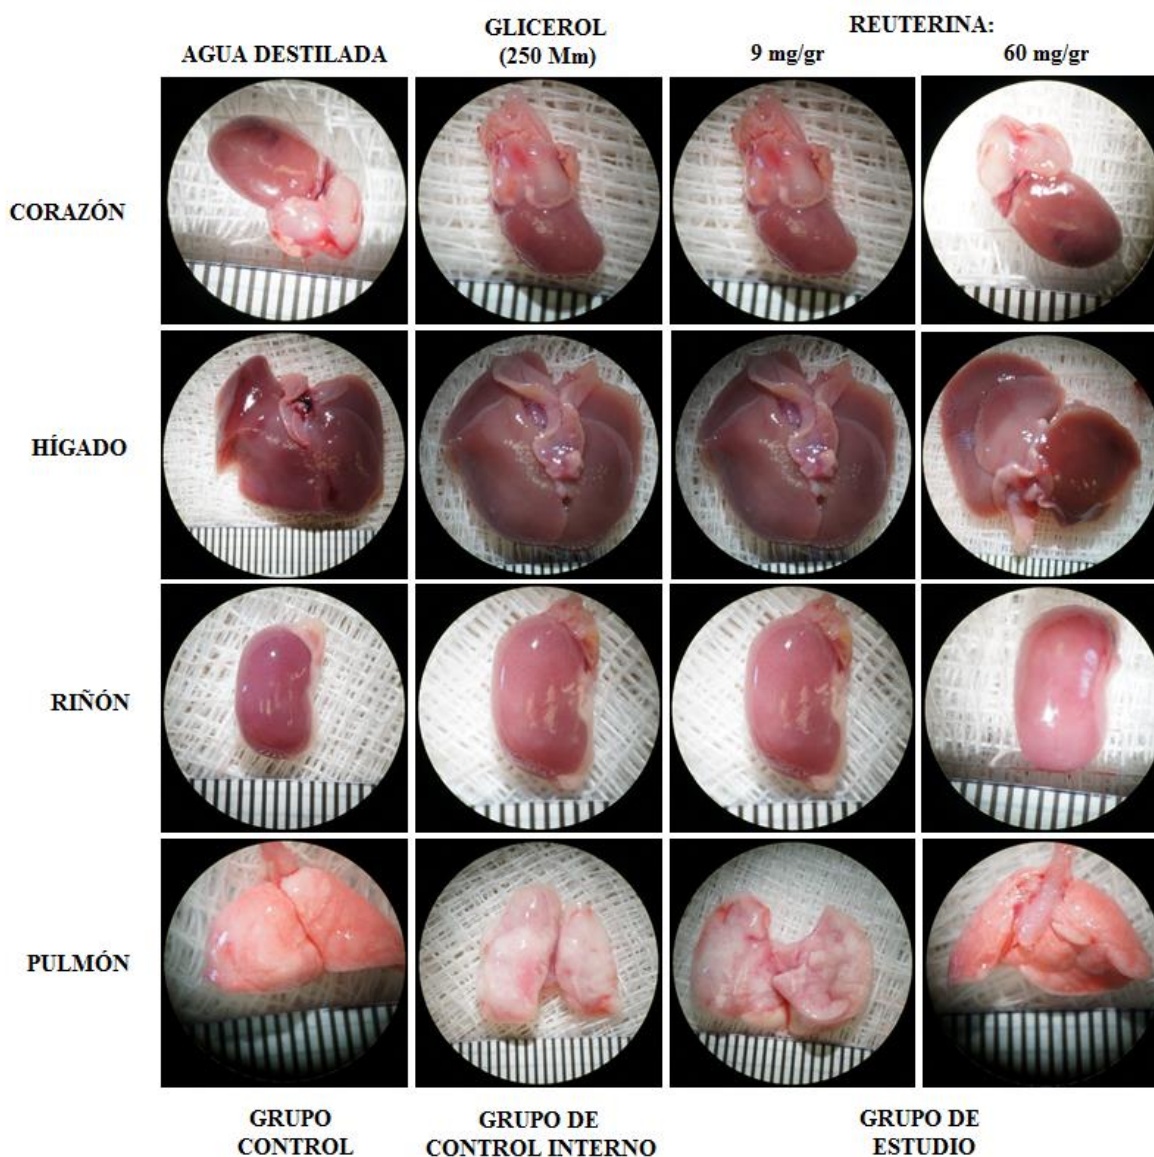 AGUA DESTILADA
GLICEROL
(250 Mm)
REUTERINA:
9 mg/gr
60 mg/gr
CORAZÓN
HÍGADO
RIÑÓN
PULMÓN
GRUPO
CONTROL
GRUPO DE
CONTROL INTERNO
GRUPO DE
ESTUDIO